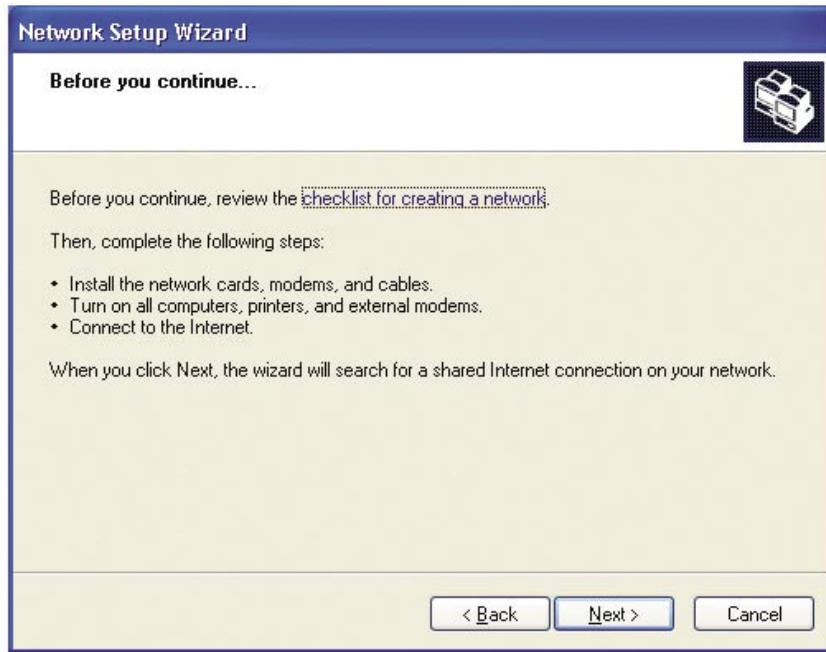 Network Setup Wizard
Before you continue...
Before you continue, review the checklist for creating a network.
Then, complete the following steps:
• Install the network cards, modems, and cables.
• Turn on all computers, printers, and external modems.
• Connect to the Internet.
When you click Next, the wizard will search for a shared Internet connection on your network.
< Back Next > Cancel